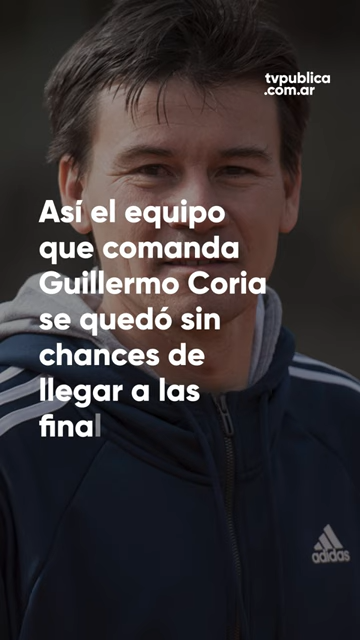 tvpublica
.com.ar
Así el equipo
que comanda
Guillermo Coria
se quedó sin
chances de
llegar a las
final
adidas